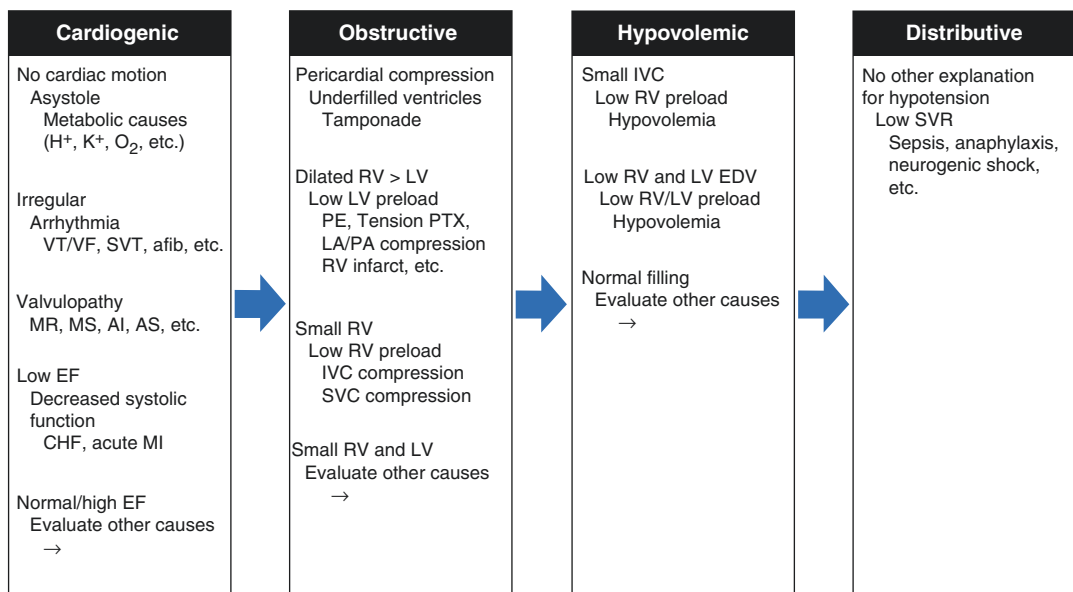 Cardiogenic
No cardiac motion
Asystole
Metabolic causes
(H+, K+, O2, etc.)
Irregular
Arrhythmia
VT/VF, SVT, afib, etc.
Valvulopathy
MR, MS, AI, AS, etc.
Low EF
Decreased systolic
function
CHF, acute MI
Normal/high EF
Evaluate other causes
→
Obstructive
Pericardial compression
Underfilled ventricles
Tamponade
Dilated RV > LV
Low LV preload
PE, Tension PTX,
LA/PA compression
RV infarct, etc.
Small RV
Low RV preload
IVC compression
SVC compression
Small RV and LV
Evaluate other causes
→
Hypovolemic
Small IVC
Low RV preload
Hypovolemia
Low RV and LV EDV
Low RV/LV preload
Hypovolemia
Normal filling
Evaluate other causes
→
Distributive
No other explanation
for hypotension
Low SVR
Sepsis, anaphylaxis,
neurogenic shock,
etc.